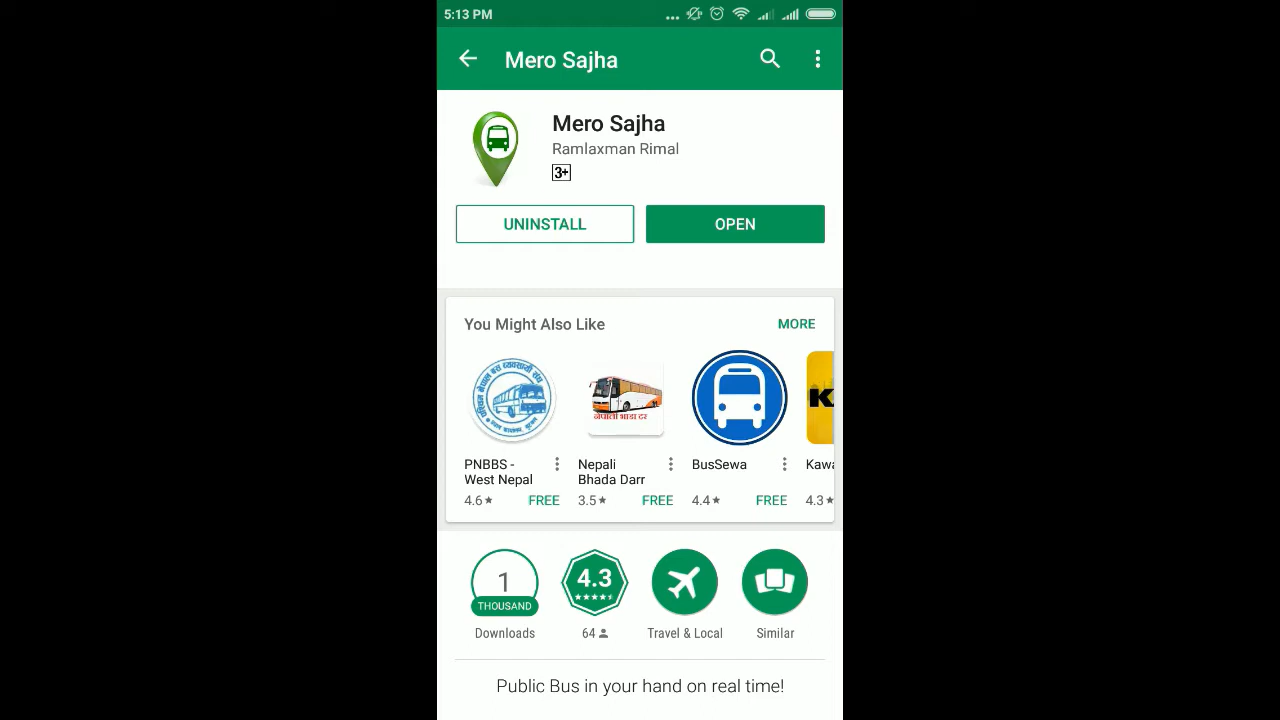 5:13 PM
Mero Sajha
Mero Sajha
Ramlaxman Rimal
3+
UNINSTALL
OPEN
You Might Also Like
MORE
नेपाली भाडा दर
PNBBS -
West Nepal
Nepali
Bhada Darr
BusSewa
Kawa
4.6★
FREE
3.5★
FREE
4.4★
FREE
4.3★
1
THOUSAND
4.3
Downloads
64
Travel & Local
Similar
Public Bus in your hand on real time!